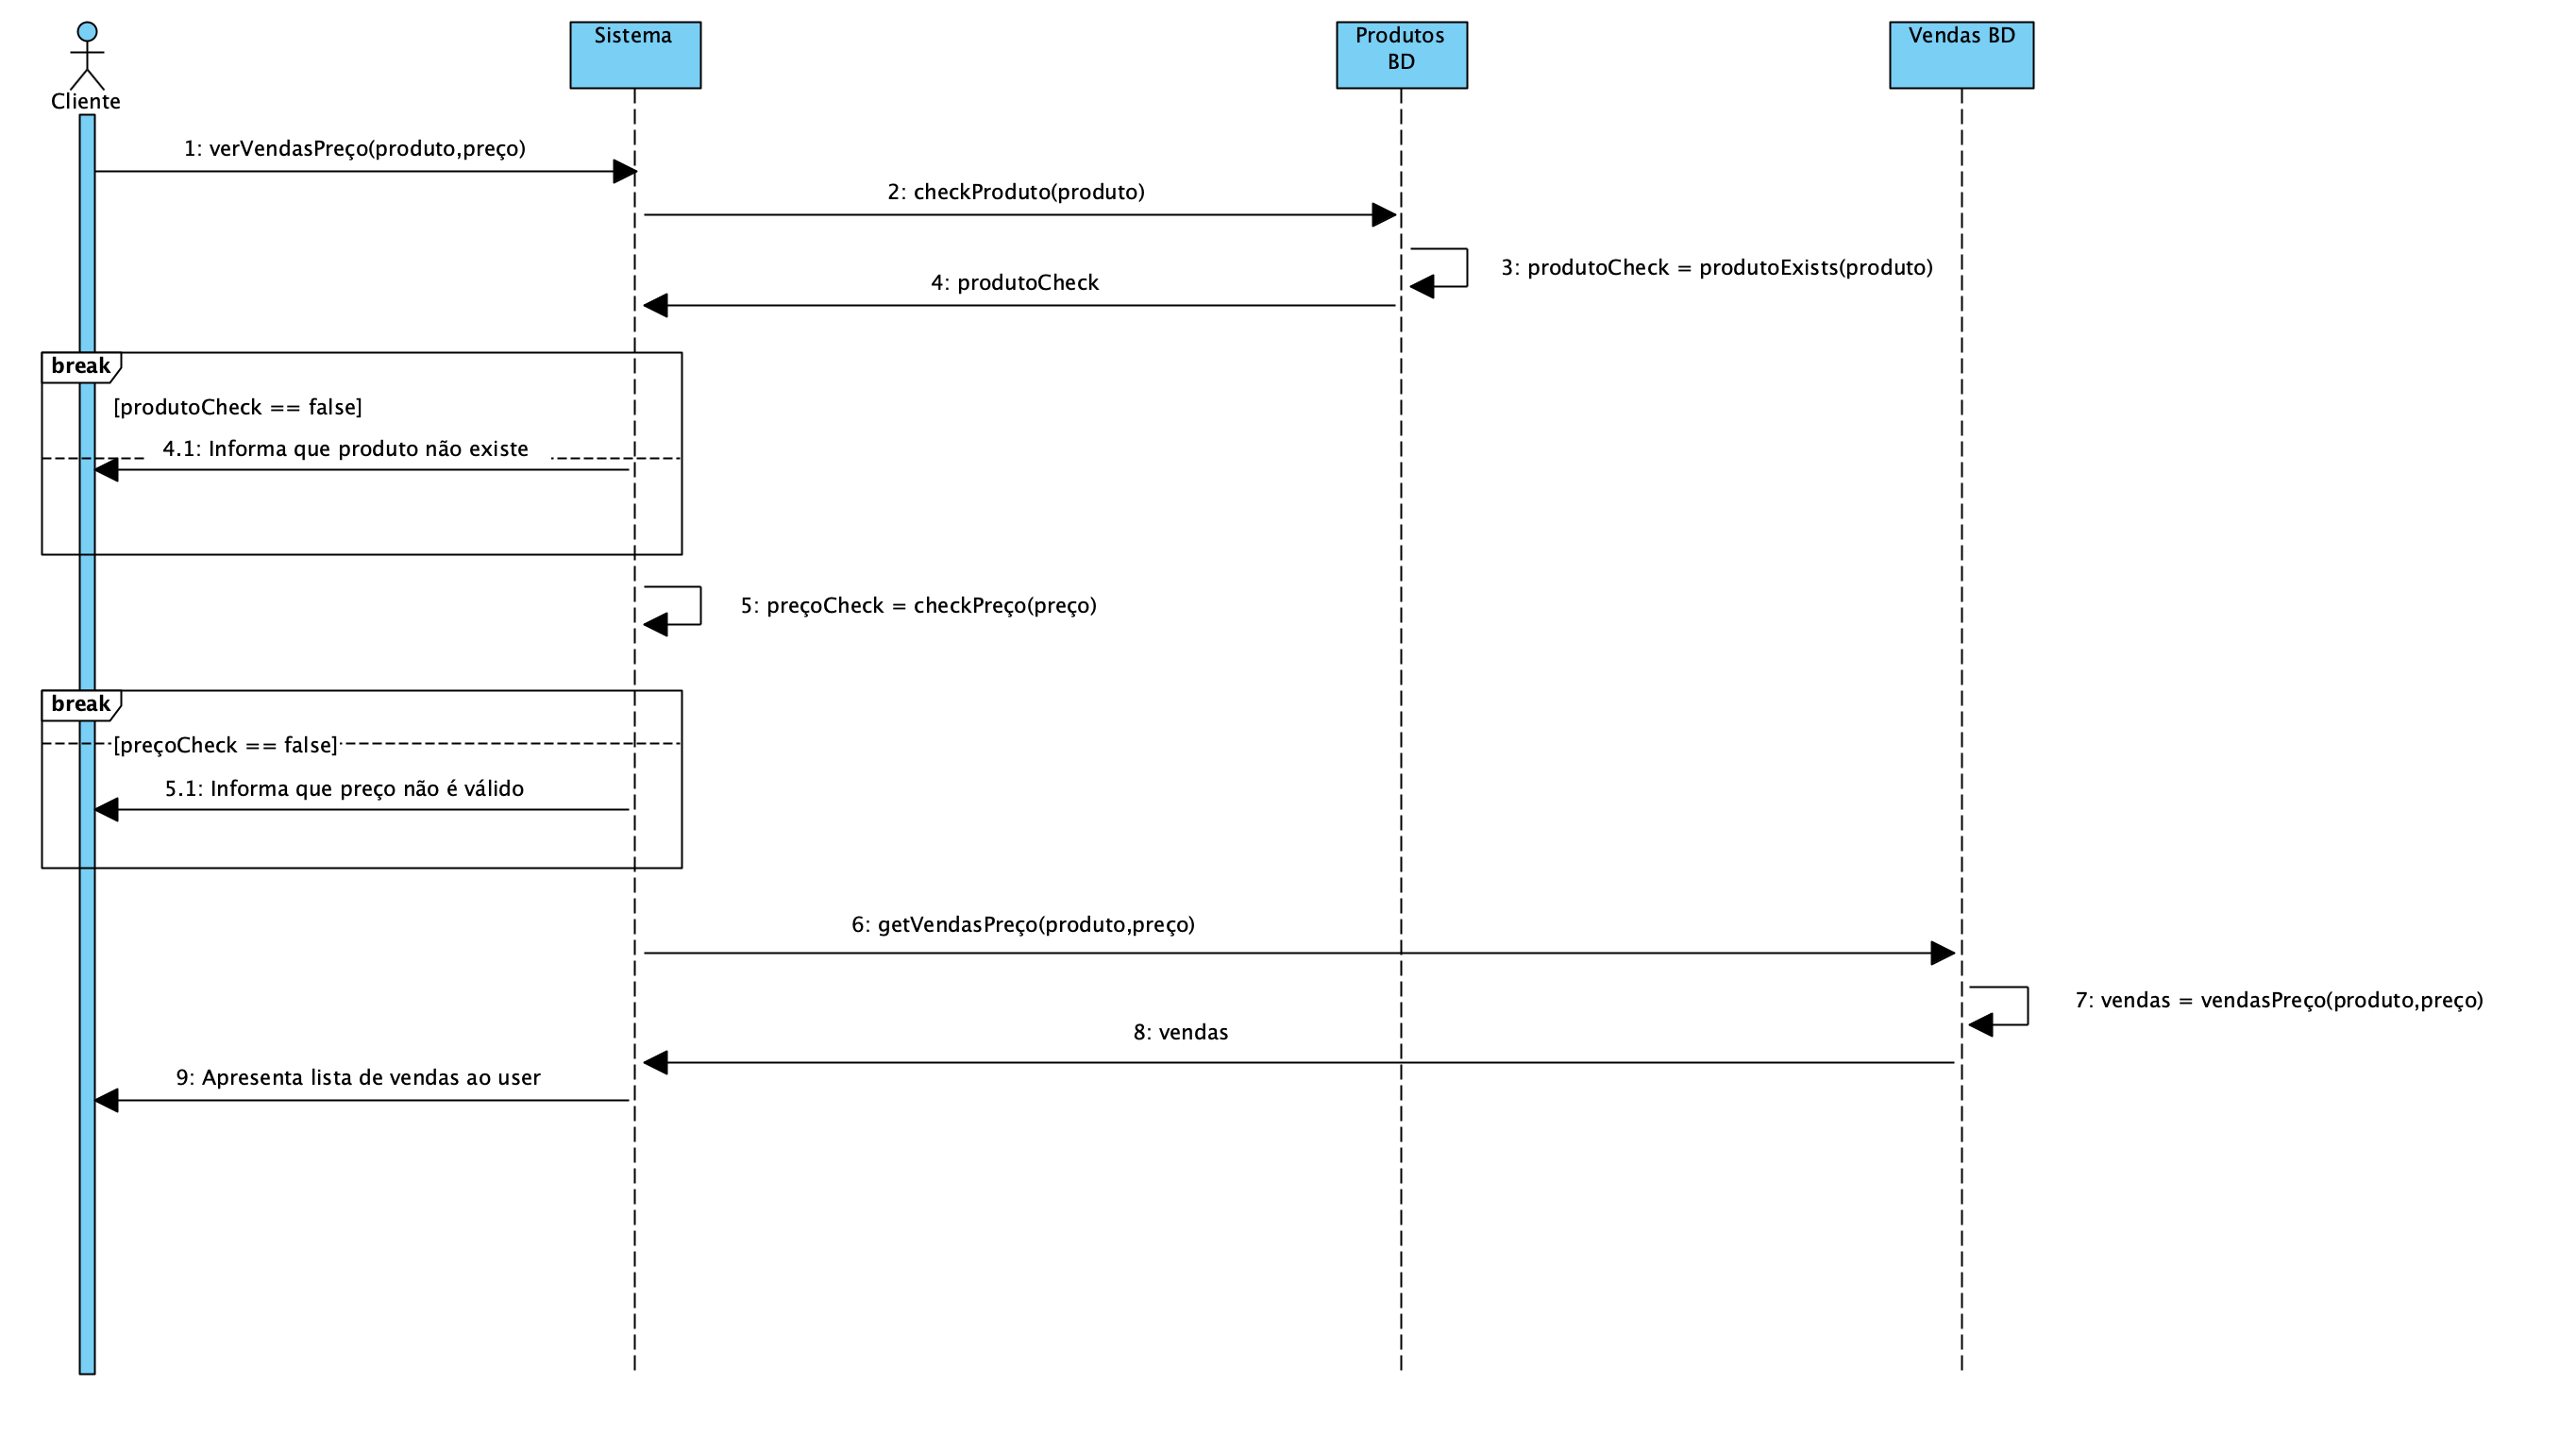 Cliente
Sistema
Produtos
BD
Vendas BD
1: verVendasPreço(produto,preço)
2: checkProduto(produto)
3: produtoCheck = produtoExists(produto)
4: produtoCheck
break
[produtoCheck == false]
4.1: Informa que produto não existe
5: preçoCheck = checkPreço(preço)
break
[preçoCheck == false]
5.1: Informa que preço não é válido
6: getVendasPreço(produto,preço)
7: vendas = vendasPreço(produto,preço)
8: vendas
9: Apresenta lista de vendas ao user